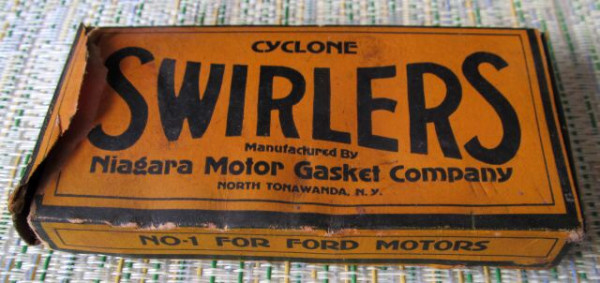 CYCLONE
SWIRLERS
Manufactured By
Niagara Motor Gasket Company
NORTH TONAWANDA, N.Y.
NO-1 FOR FORD MOTORS